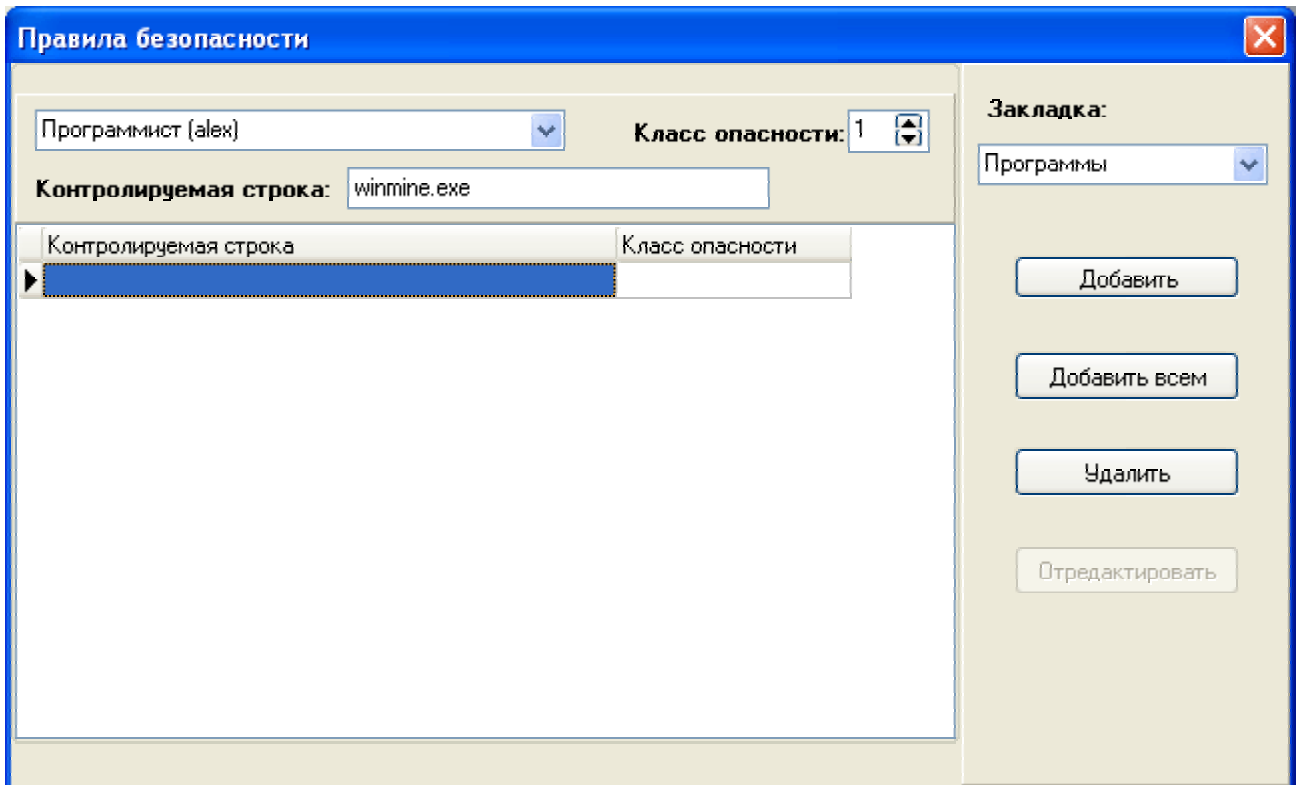 Правила безопасности
Программист (alex)
Класс опасности: 1
Контролируемая строка: winmine.exe
Контролируемая строка Класс опасности
Закладка:
Программы
Добавить
Добавить всем
Удалить
Отредактировать